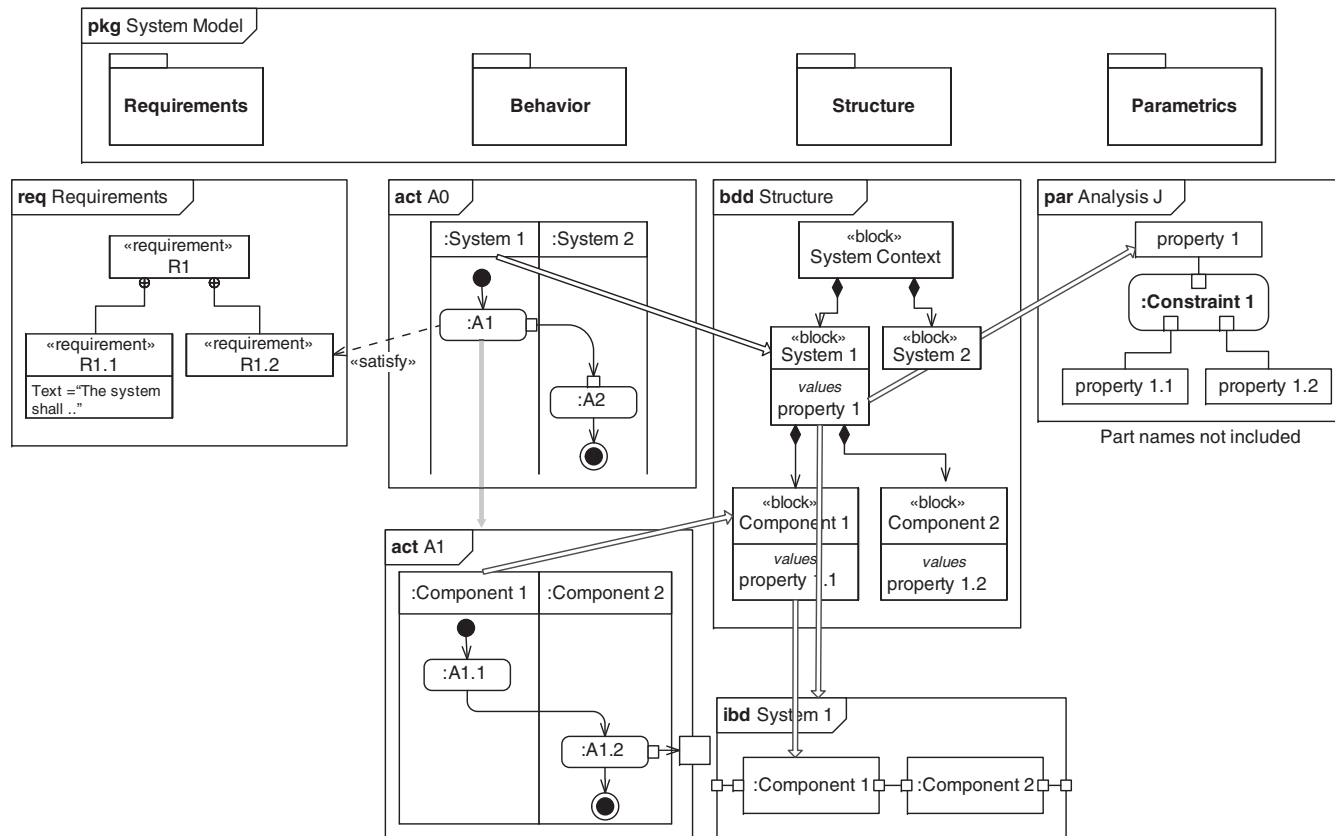 pkg System Model
Requirements
Behavior
Structure
Parametrics
req Requirements
«requirement»
R1
«requirement»
R1.1
Text =“The system
shall ..”
«requirement»
R1.2
«satisfy»
act A0
:System 1
:System 2
:A1
:A2
bdd Structure
«block»
System Context
«block»
System 1
values
property 1
«block»
System 2
«block»
Component 1
values
property 1.1
«block»
Component 2
values
property 1.2
par Analysis J
property 1
:Constraint 1
property 1.1
property 1.2
Part names not included
act A1
:Component 1
:Component 2
:A1.1
:A1.2
ibd System 1
:Component 1
:Component 2